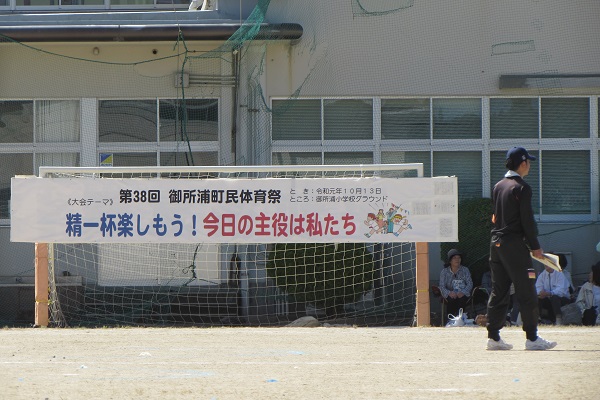 《大会テーマ》 第38回 御所浦町民体育祭
とき：令和元年１０月１３日
ところ：御所浦小学校グラウンド
精一杯楽しもう！今日の主役は私たち